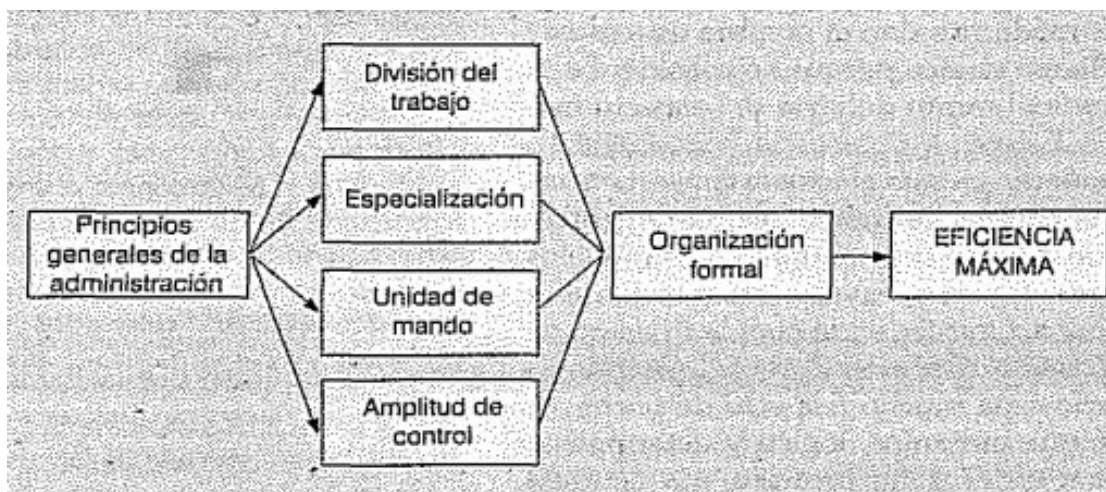 División del
trabajo
Especialización
Principios
generales de la
administración
Unidad de
mando
Amplitud de
control
Organización
formal
EFICIENCIA
MÁXIMA